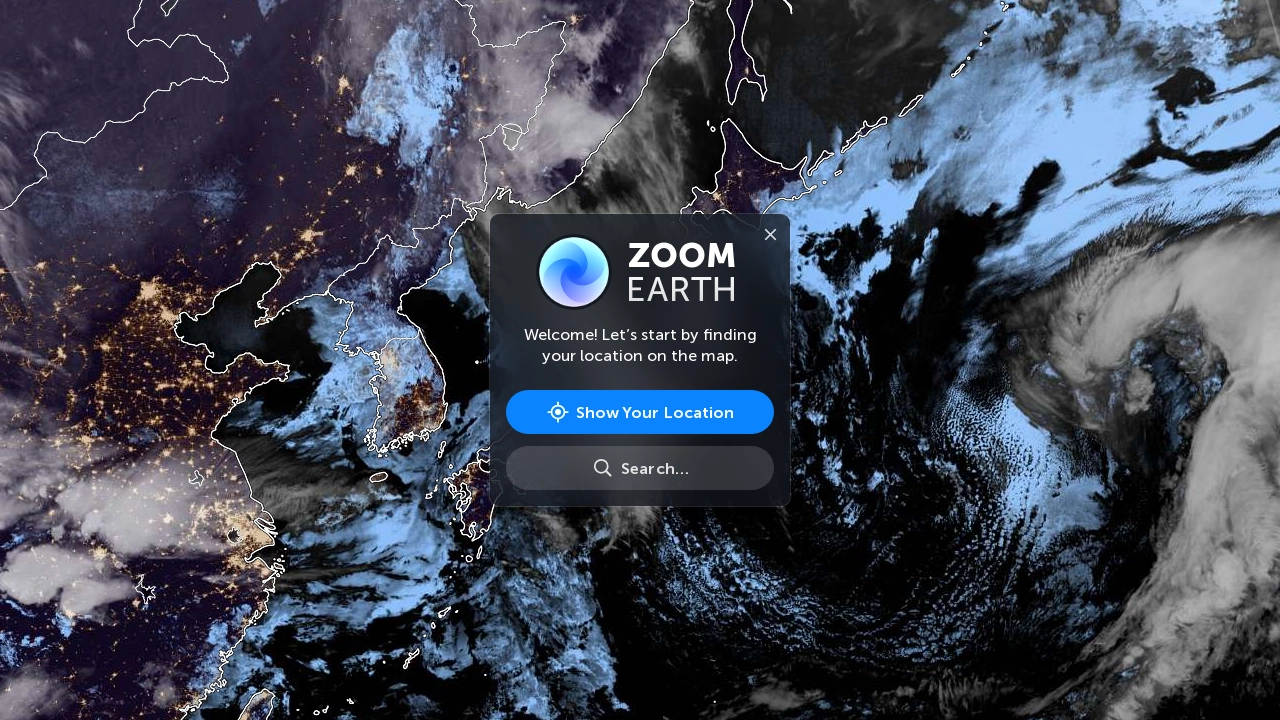 ZOOM
EARTH
Welcome! Let’s start by finding
your location on the map.
Show Your Location
Search...